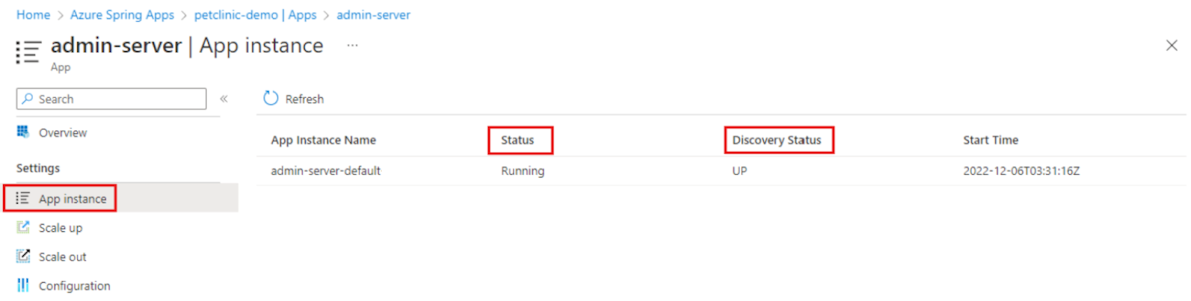 Home > Azure Spring Apps > petclinic-demo | Apps > admin-server
admin-server | App instance ...
App
Search «
Refresh
Overview
App Instance Name Status Discovery Status Start Time
Settings
admin-server-default Running UP 2022-12-06T03:31:16Z
App instance
Scale up
Scale out
Configuration